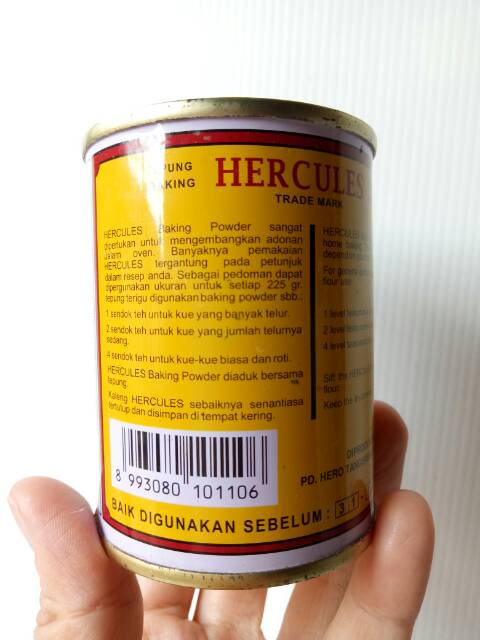 HERCULES
TRADE MARK
HERCULES Baking Powder sangat
diperlukan untuk mengembangkan adonan
dalam oven. Banyaknya pemakaian
HERCULES tergantung pada petunjuk
dalam resep anda. Sebagai pedoman dapat
dipergunakan ukuran untuk setiap 225 gr.
tepung terigu digunakan baking powder sbb.:
1 sendok teh untuk kue yang banyak telur.
2 sendok teh untuk kue yang jumlah telurnya
sedang.
4 sendok teh untuk kue-kue biasa dan roti.
HERCULES Baking Powder diaduk bersama
tepung.
Kaleng HERCULES sebaiknya senantiasa
tertutup dan disimpan di tempat kering.
8 993080 101106
BAIK DIGUNAKAN SEBELUM : 31
HERCULES
home baking
For general
flour use
1 level
2 level
4 level
Sift the HERCULES
flour.
Keep the
PD. HERO